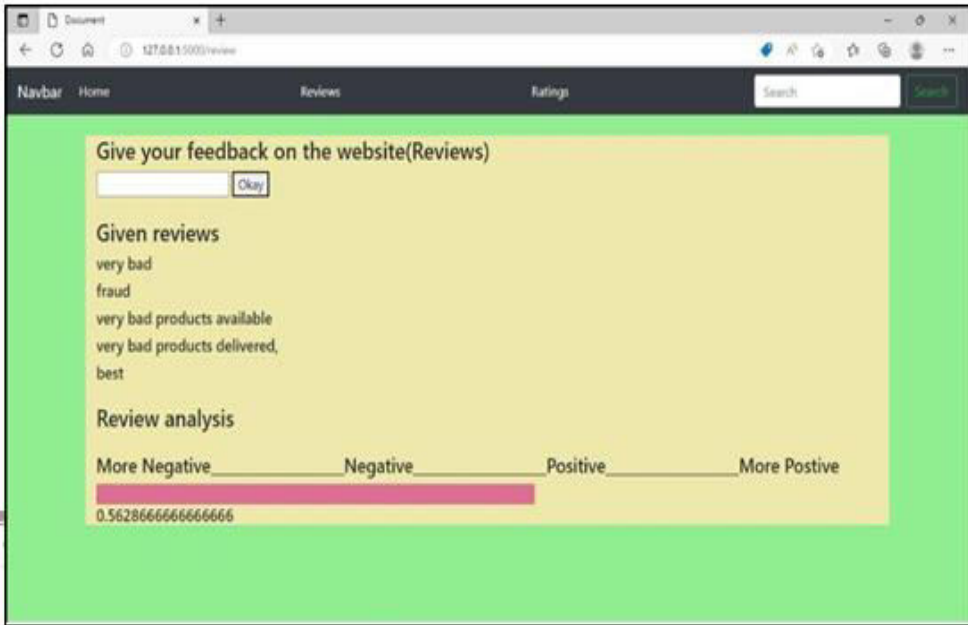 Document
127.0.0.1:5000/review
Navbar Home Reviews Ratings Search Search
Give your feedback on the website(Reviews)
Okay
Given reviews
very bad
fraud
very bad products available
very bad products delivered,
best
Review analysis
More Negative_______________Negative_______________Positive_______________More Postive
0.5628666666666666